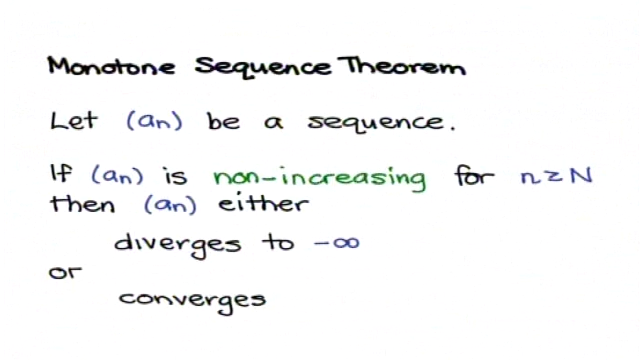 Monotone Sequence Theorem
Let (an) be a sequence.
If (an) is non-increasing for n≥N
then (an) either
diverges to -∞
or
converges